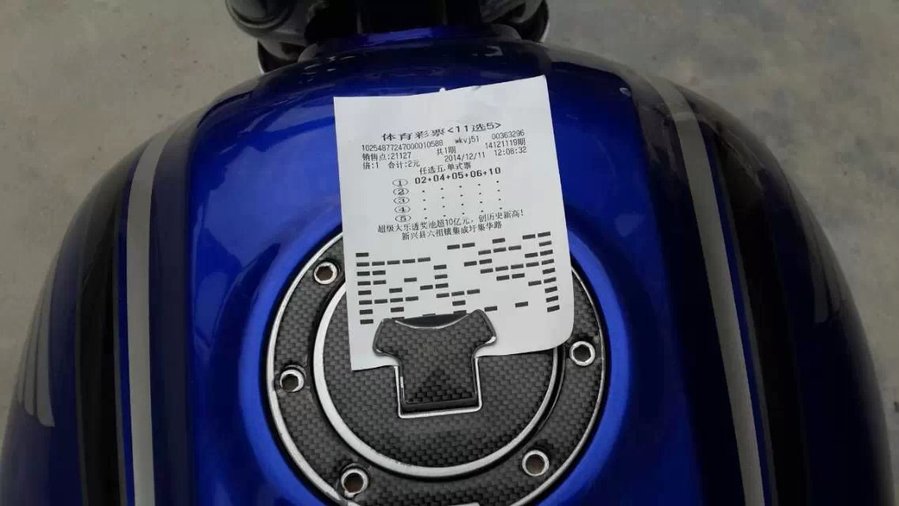 体育彩票<11选5>
10254877247000010588 wkvj51 00363296
销售点:21127 共1期 14121119期
倍:1 合计:2元 2014/12/11 12:06:32
任选五 单式票
① 02+04+05+06+10
②
③
④
⑤
超级大乐透奖池超10亿元，创历史新高!
新兴县六祖镇集成圩集华路